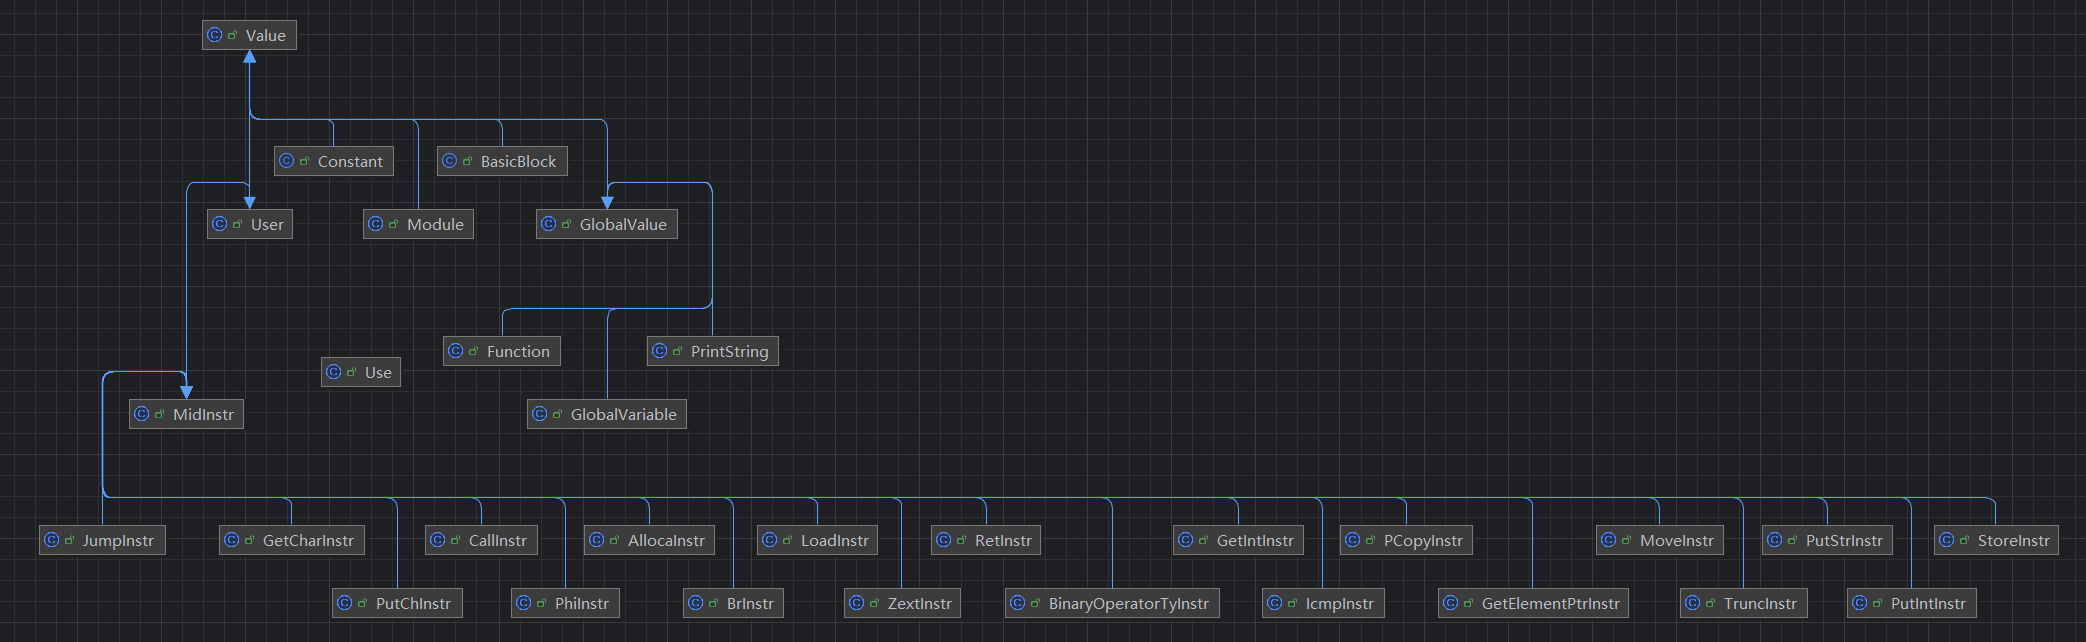 Value
Constant
BasicBlock
User
Module
GlobalValue
Function
PrintString
Use
MidInstr
GlobalVariable
JumpInstr
GetCharInstr
CallInstr
AllocaInstr
LoadInstr
RetInstr
GetIntInstr
PCopyInstr
MoveInstr
PutStrInstr
StoreInstr
PutChInstr
PhiInstr
BrInstr
ZextInstr
BinaryOperatorTyInstr
IcmpInstr
GetElementPtrInstr
TruncInstr
PutIntInstr